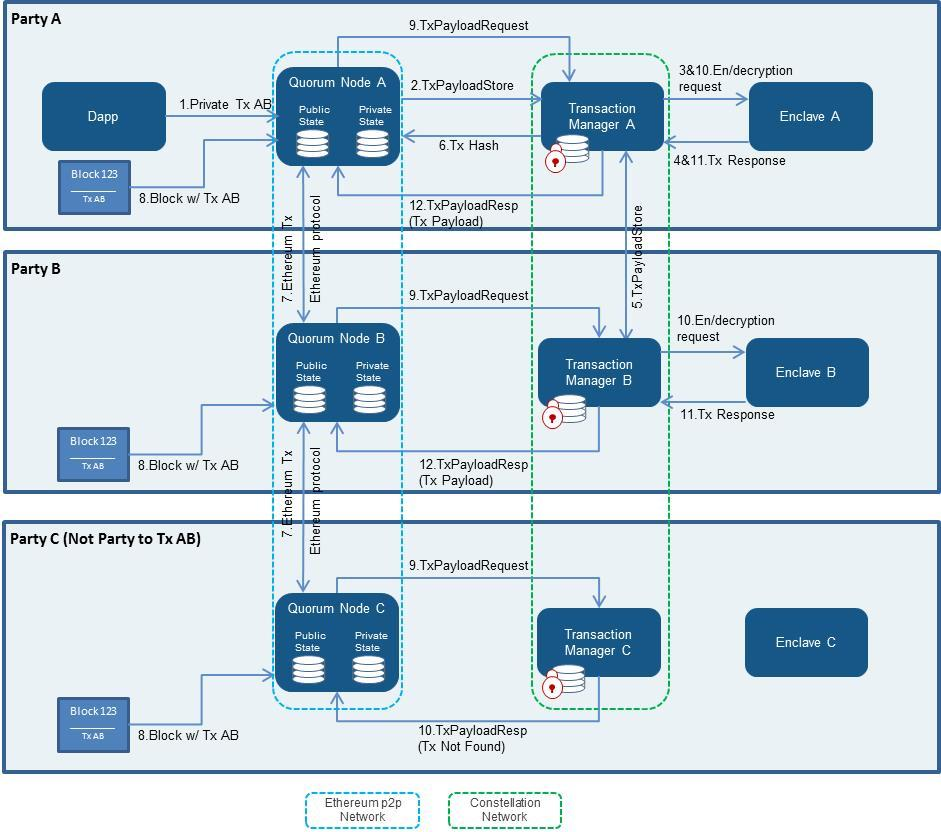 Party A
9.TxPayloadRequest
Dapp
1.Private Tx AB
Quorum Node A
Public
State
Private
State
2.TxPayloadStore
6.Tx Hash
Transaction
Manager A
3&10.En/decryption
request
4&11.Tx Response
Enclave A
Block123
Tx AB
8.Block w/ Tx AB
12.TxPayloadResp
(Tx Payload)
7.Ethereum Tx
Ethereum protocol
5.TxPayloadStore
Party B
9.TxPayloadRequest
Quorum Node B
Public
State
Private
State
Transaction
Manager B
10.En/decryption
request
11.Tx Response
Enclave B
Block123
Tx AB
8.Block w/ Tx AB
12.TxPayloadResp
(Tx Payload)
7.Ethereum Tx
Ethereum protocol
Party C (Not Party to Tx AB)
9.TxPayloadRequest
Quorum Node C
Public
State
Private
State
Transaction
Manager C
Enclave C
Block123
Tx AB
8.Block w/ Tx AB
10.TxPayloadResp
(Tx Not Found)
Ethereum p2p
Network
Constellation
Network